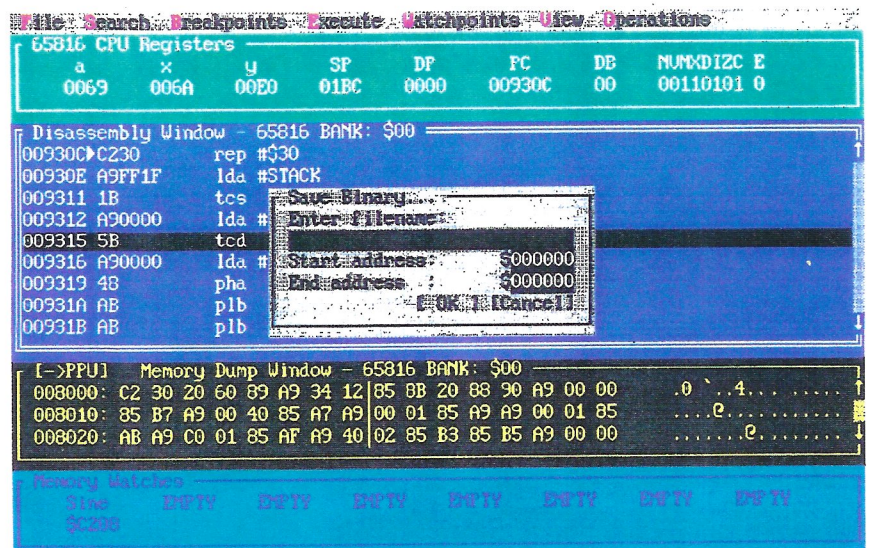 File Search Breakpoints Execute Watchpoints View Operations
65816 CPU Registers
a x y SP DP PC DB NVMXDIZC E
0069 006A 00E0 01BC 0000 00930C 00 00110101 0
Disassembly Window - 65816 BANK: $00
00930C C230 rep #$30
00930E A9FF1F lda #STACK
009311 1B tcs
009312 A90000 lda #
009315 5B tcd
009316 A90000 lda #
009319 48 pha
00931A AB plb
00931B AB plb
Save Binary
Enter filename:
Start address: $000000
End address : $000000
[ OK ] [Cancel]
[->PPU] Memory Dump Window - 65816 BANK: $00
008000: C2 30 20 60 89 A9 34 12 85 8B 20 88 90 A9 00 00 .0 `..4... .....
008010: 85 B7 A9 00 40 85 A7 A9 00 01 85 A9 A9 00 01 85 ....@...........
008020: AB A9 C0 01 85 AF A9 40 02 85 B3 85 B5 A9 00 00 .......@........
Memory Watches
Sine EMPTY EMPTY EMPTY EMPTY EMPTY EMPTY EMPTY